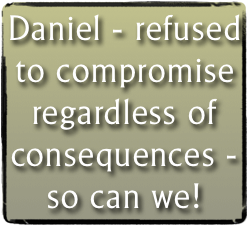 Daniel - refused
to compromise
regardless of
consequences -
so can we!